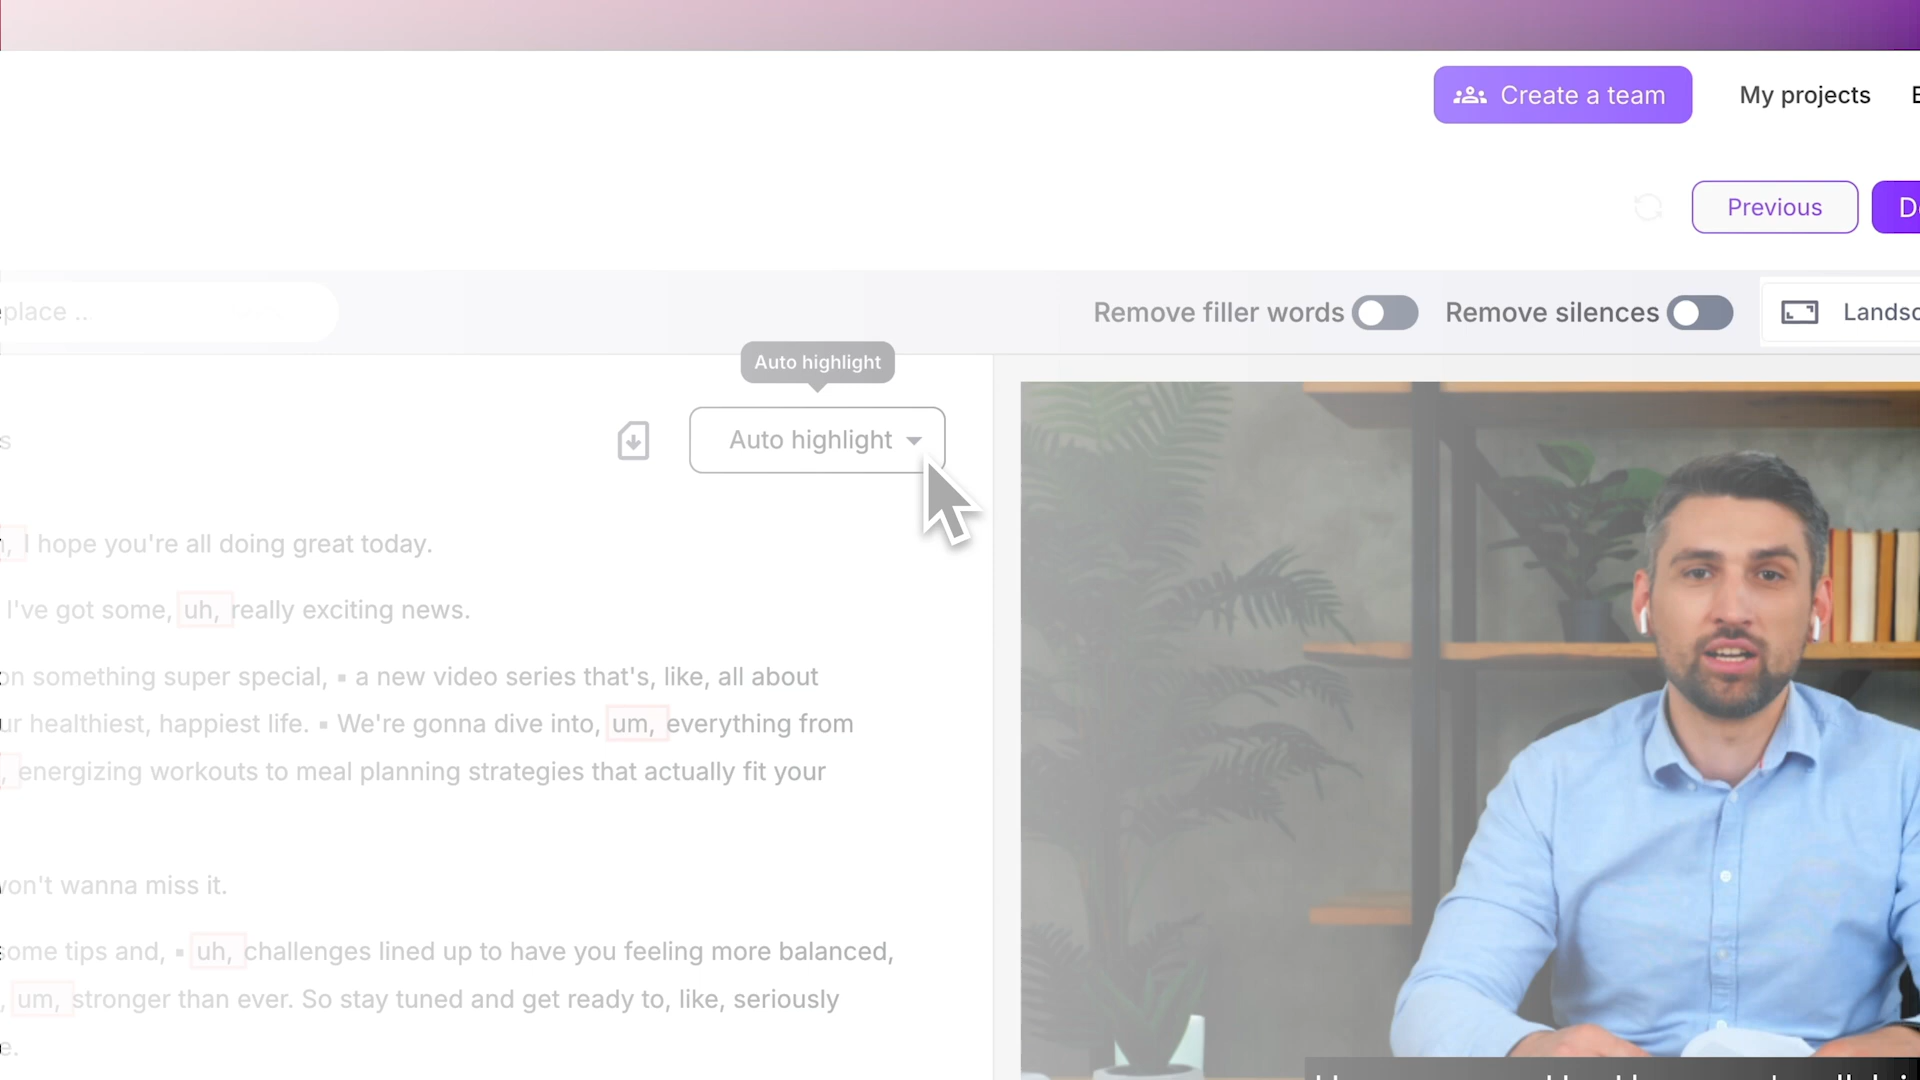 Create a team
My projects
Previous
place ...
Remove filler words
Remove silences
Auto highlight
Auto highlight
I hope you're all doing great today.
I've got some, uh, really exciting news.
on something super special, ▪ a new video series that's, like, all about
healthiest, happiest life. ▪ We're gonna dive into, um, everything from
energizing workouts to meal planning strategies that actually fit your
won't wanna miss it.
some tips and, ▪ uh, challenges lined up to have you feeling more balanced,
um, stronger than ever. So stay tuned and get ready to, like, seriously